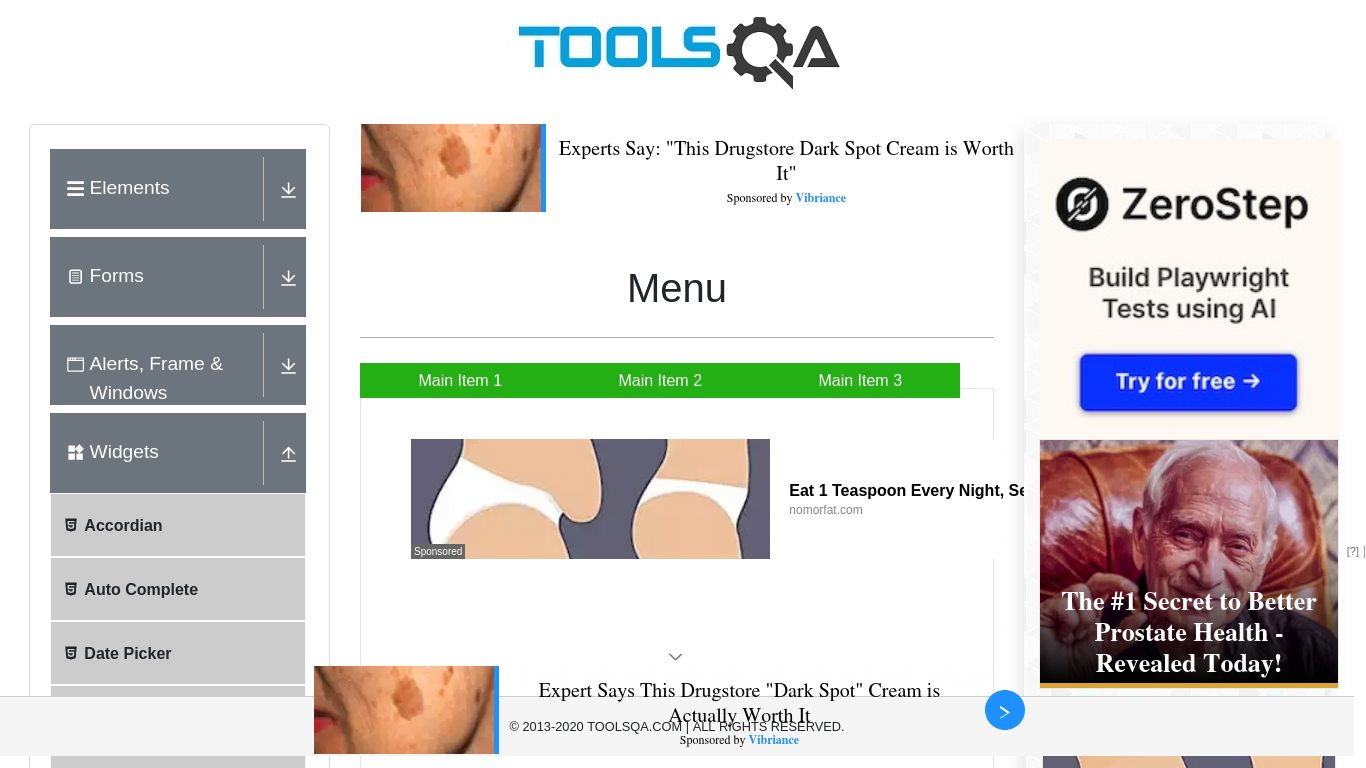 TOOLSQA
Elements
Forms
Alerts, Frame &
Windows
Widgets
Accordian
Auto Complete
Date Picker
Experts Say: "This Drugstore Dark Spot Cream is Worth
It"
Sponsored by Vibriance
Menu
Main Item 1
Main Item 2
Main Item 3
Sponsored
Eat 1 Teaspoon Every Night, Se
nomorfat.com
ZeroStep
Build Playwright
Tests using AI
Try for free →
The #1 Secret to Better
Prostate Health -
Revealed Today!
[?]
Expert Says This Drugstore "Dark Spot" Cream is
Actually Worth It
© 2013-2020 TOOLSQA.COM | ALL RIGHTS RESERVED.
Sponsored by Vibriance